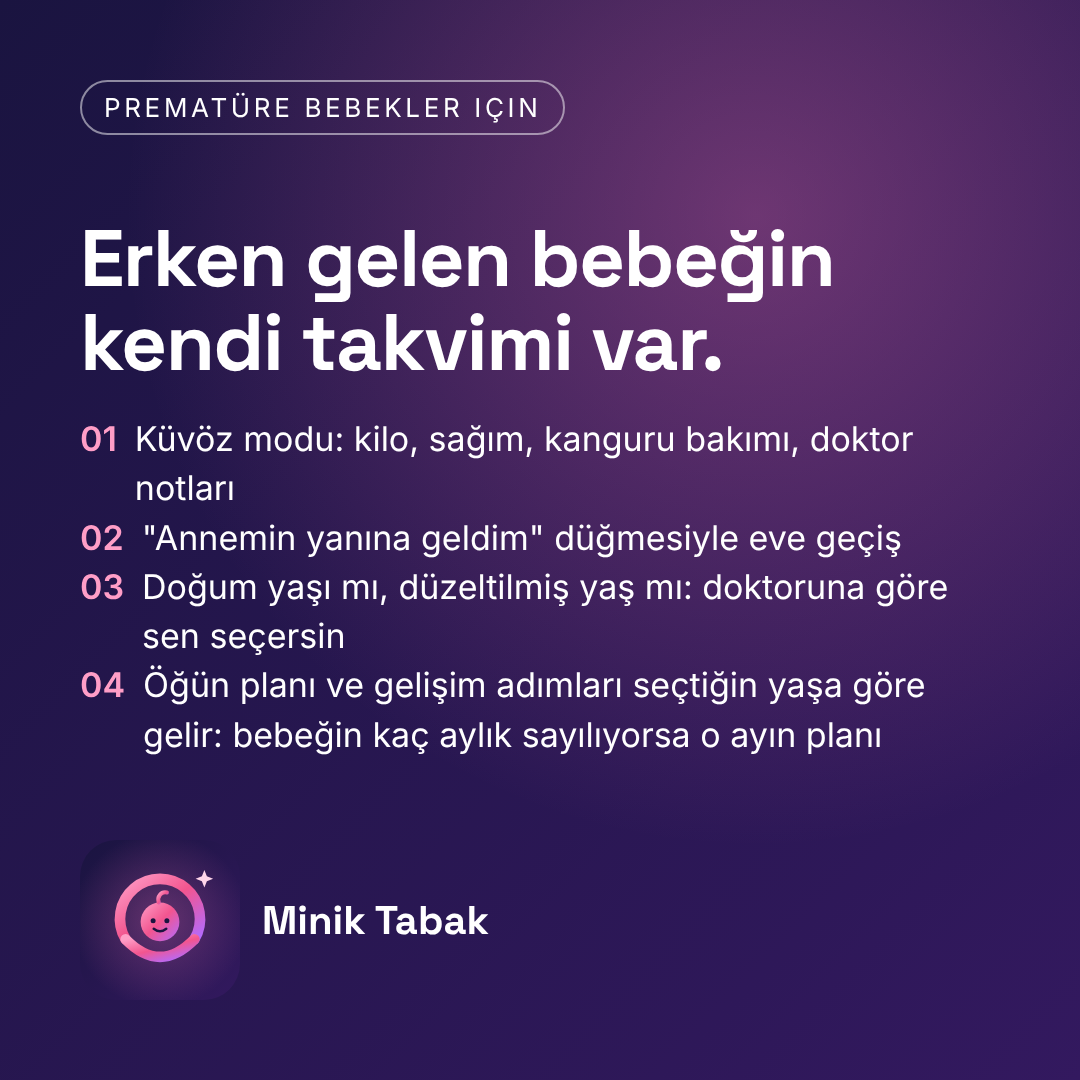 PREMATÜRE BEBEKLER IÇIN
Erken gelen bebeğin
kendi takvimi var.
01 Küvöz modu: kilo, sağım, kanguru bakımı, doktor
notları
02 "Annemin yanına geldim" düğmesiyle eve geçiş
03 Doğum yaşı mı, düzeltilmiş yaş mı: doktoruna göre
sen seçersin
04 Öğün planı ve gelişim adımları seçtiğin yaşa göre
gelir: bebeğin kaç aylık sayılıyorsa o ayın planı
Minik Tabak